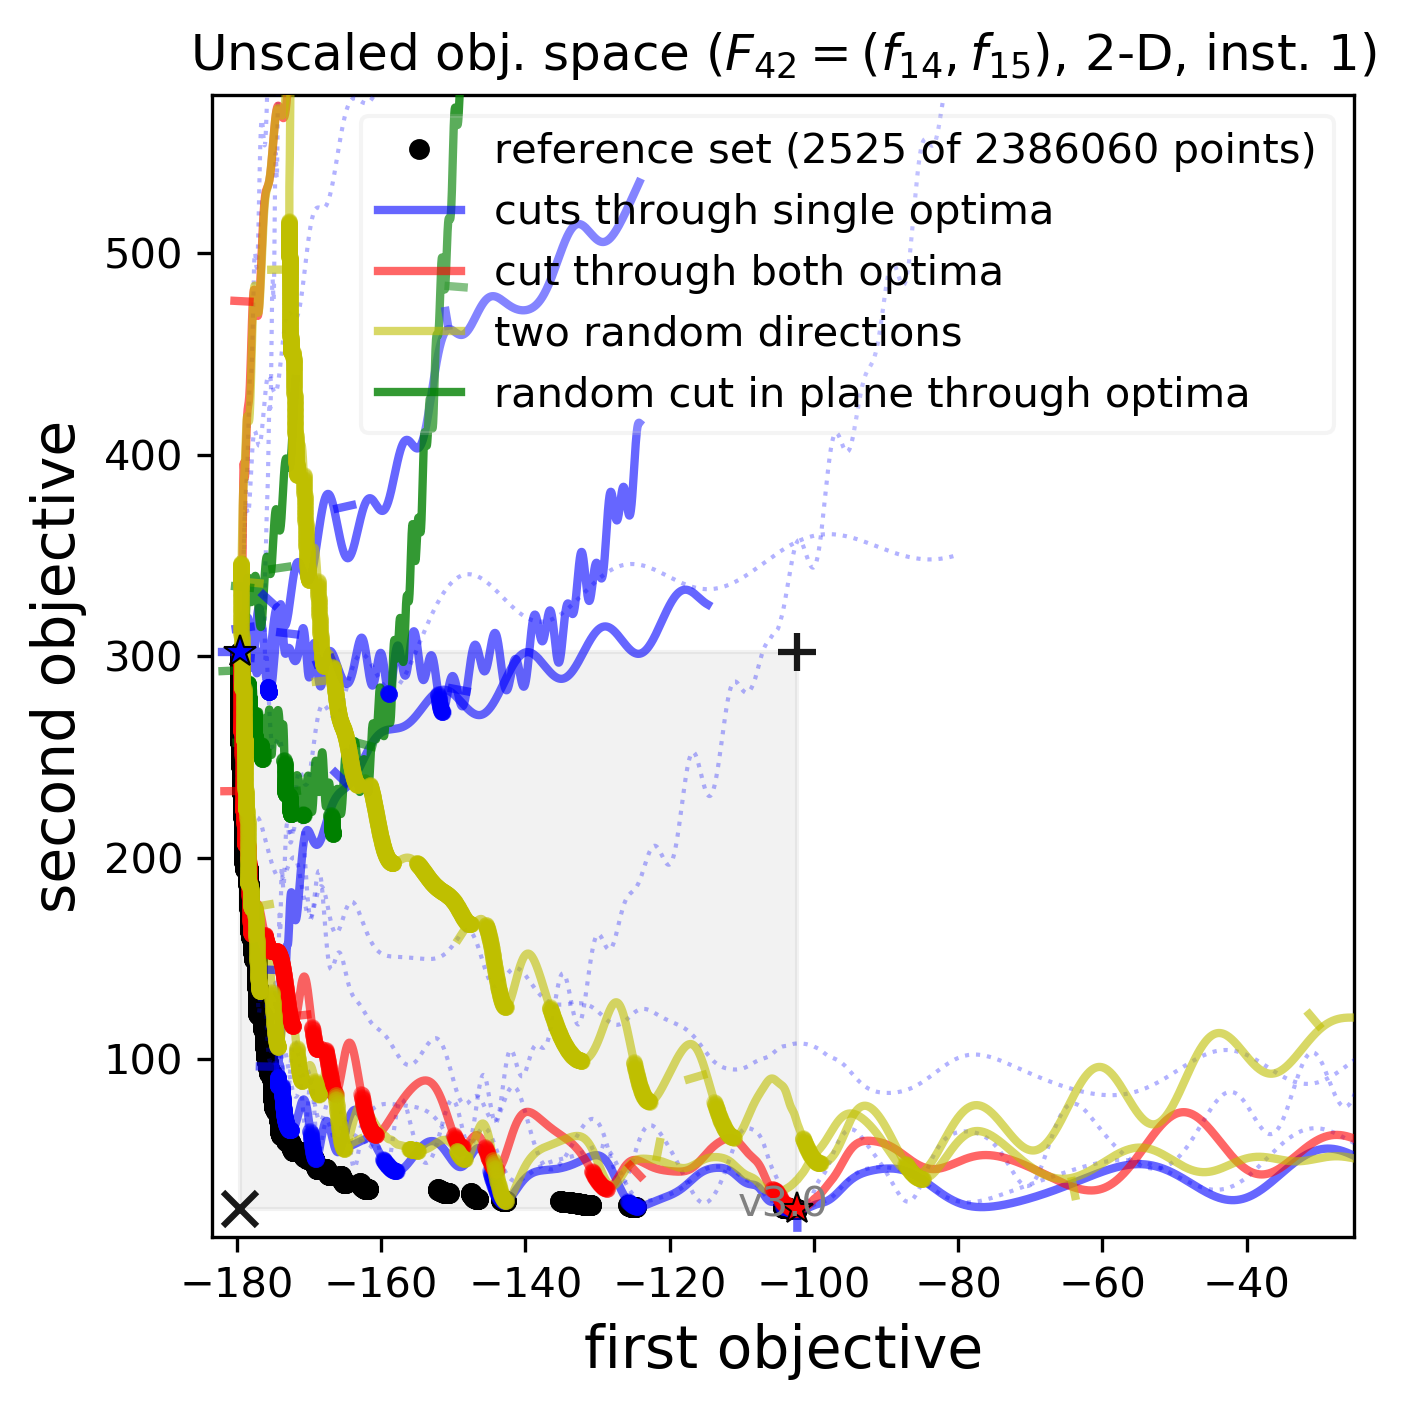 Unscaled obj. space (F₄₂ = (f₁₄, f₁₅), 2-D, inst. 1)
reference set (2525 of 2386060 points)
cuts through single optima
cut through both optima
two random directions
random cut in plane through optima
second objective
500
400
300
200
100
v3.0
−180 −160 −140 −120 −100 −80 −60 −40
first objective